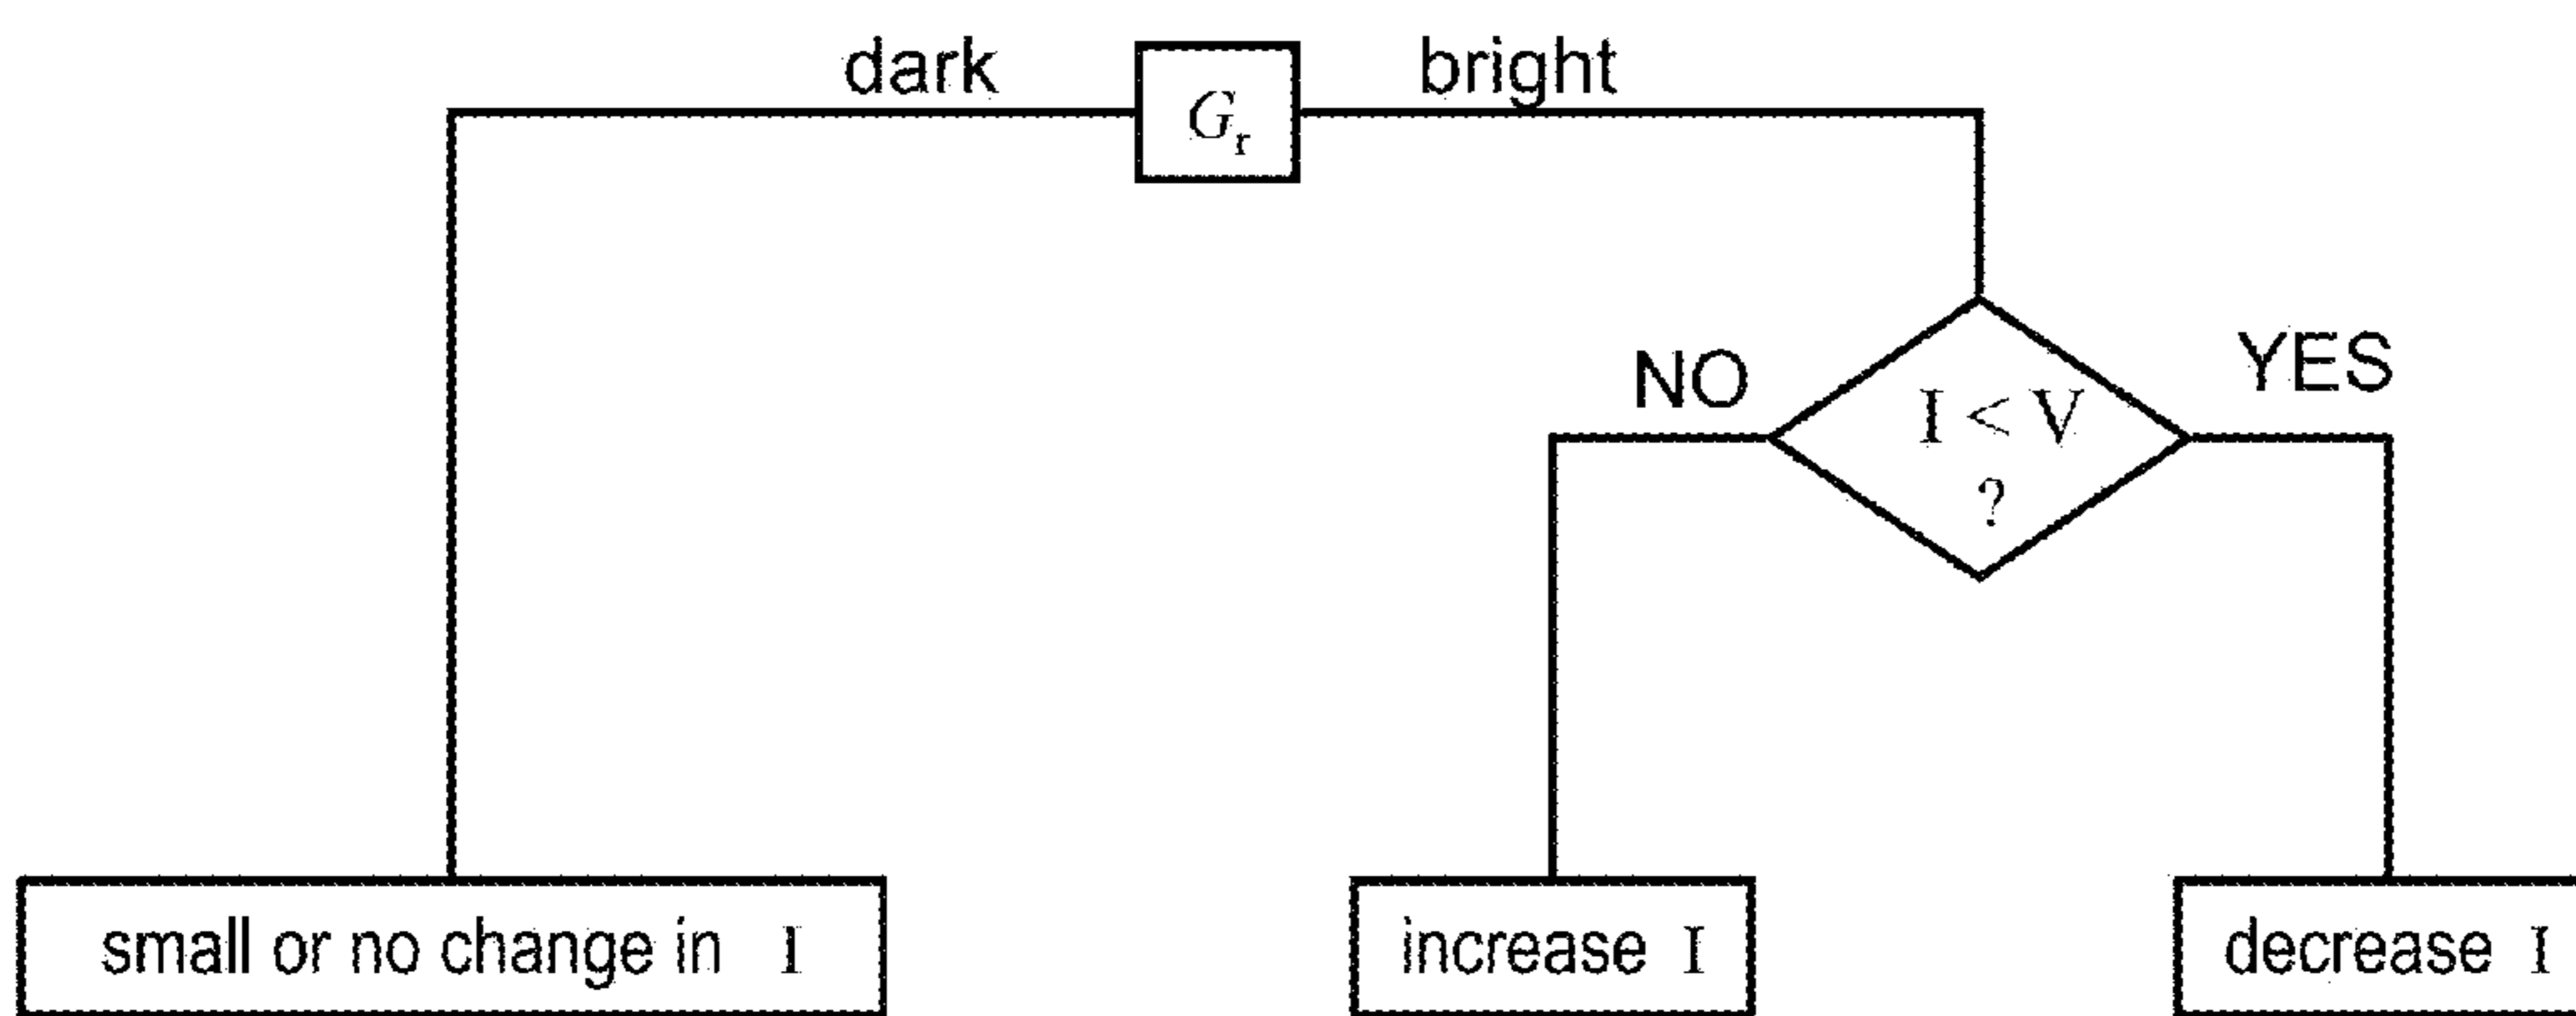 dark
G_r
bright
NO
I < V
?
YES
small or no change in I
increase I
decrease I